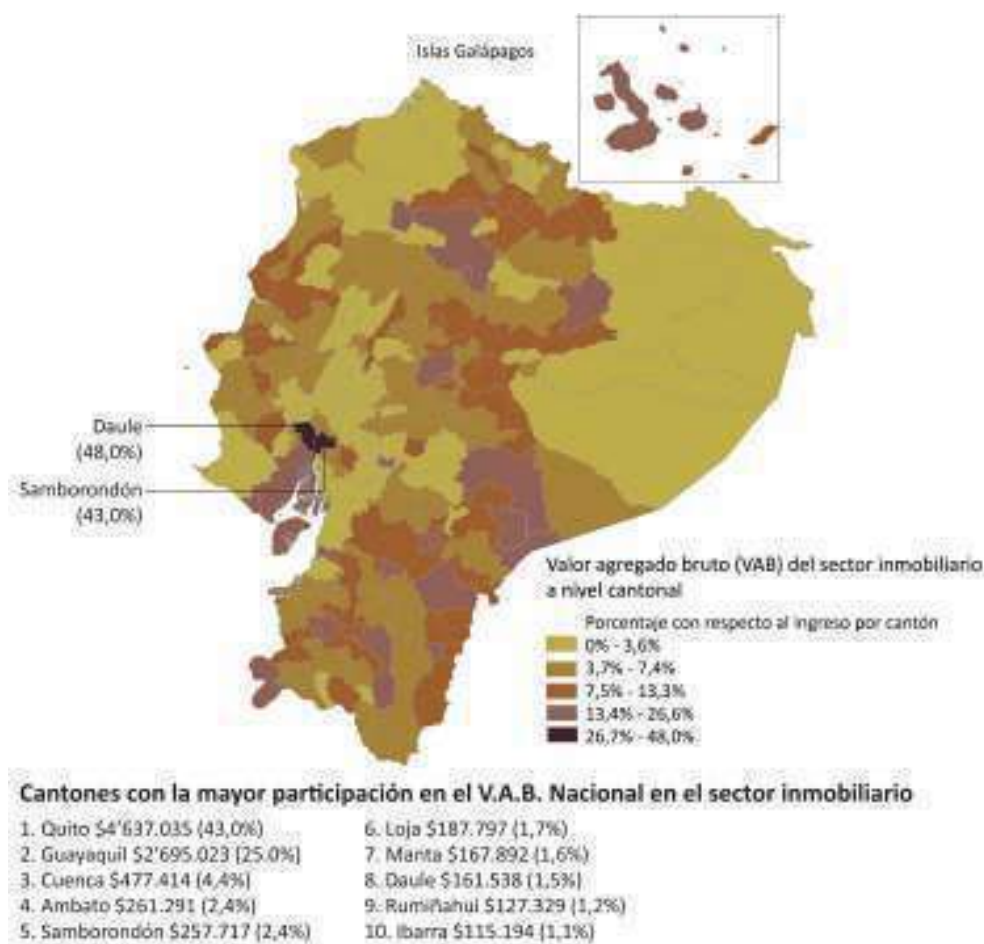 Islas Galápagos
Daule
(48,0%)
Samborondón
(43,0%)
Valor agregado bruto (VAB) del sector inmobiliario
a nivel cantonal
Porcentaje con respecto al ingreso por cantón
0% - 3,6%
3,7% - 7,4%
7,5% - 13,3%
13,4% - 26,6%
26,7% - 48,0%
Cantones con la mayor participación en el V.A.B. Nacional en el sector inmobiliario
1. Quito $4'637.035 (43,0%)
2. Guayaquil $2'695.023 (25.0%)
3. Cuenca $477.414 (4,4%)
4. Ambato $261.291 (2,4%)
5. Samborondón $257.717 (2,4%)
6. Loja $187.797 (1,7%)
7. Manta $167.892 (1,6%)
8. Daule $161.538 (1,5%)
9. Rumiñahui $127.329 (1,2%)
10. Ibarra $115.194 (1,1%)